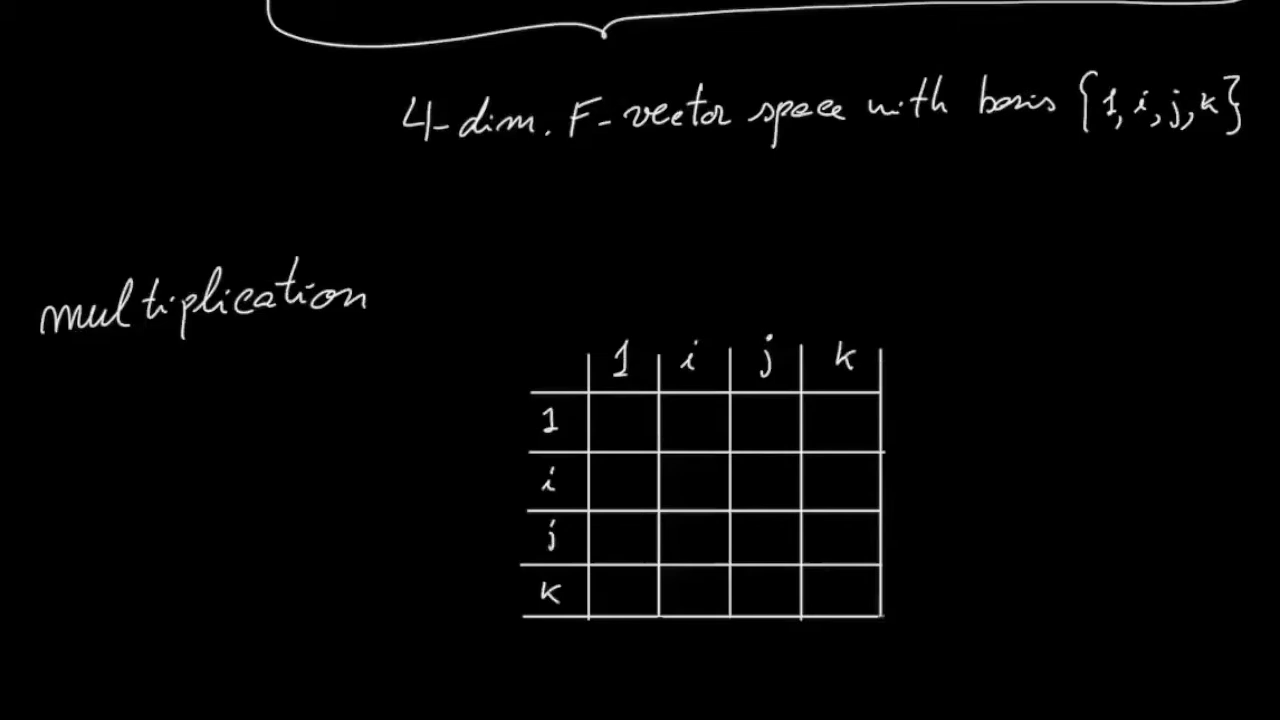 4-dim. F-vector space with basis {1, i, j, k}
multiplication
1 i j k
1
i
j
k